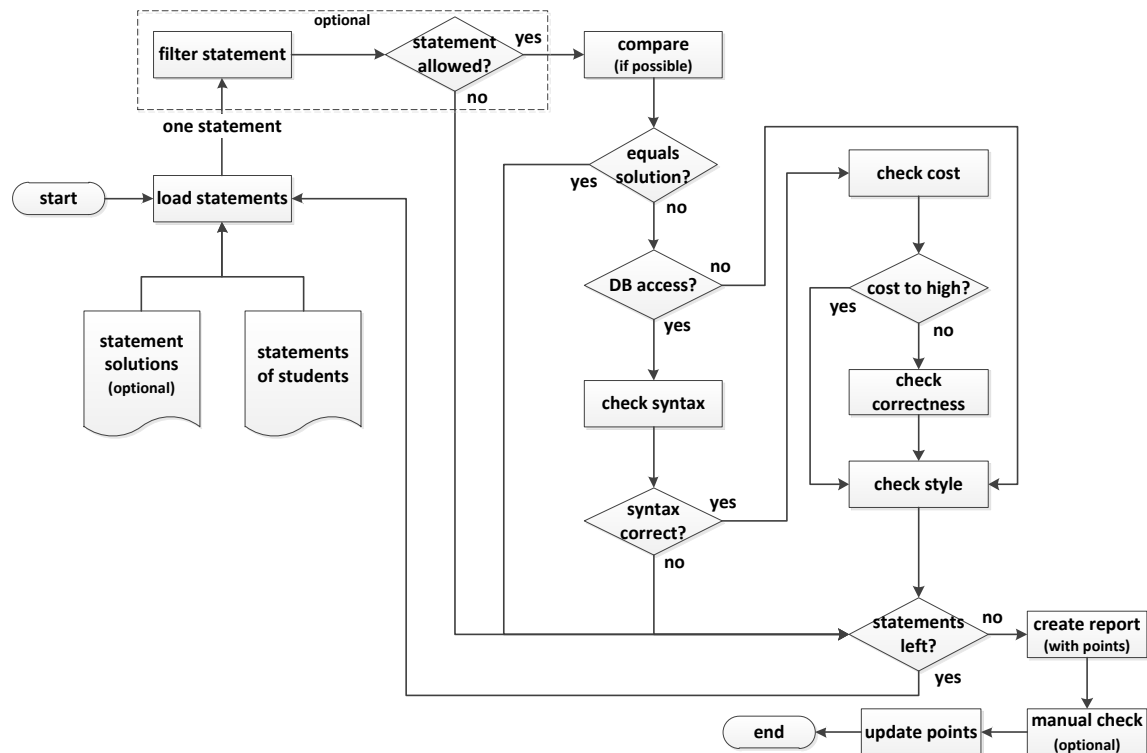 optional
filter statement
statement
allowed?
yes
no
compare
(if possible)
one statement
start
load statements
equals
solution?
yes
no
check cost
DB access?
no
yes
cost to high?
yes
no
statement
solutions
(optional)
statements
of students
check syntax
check
correctness
check style
syntax
correct?
yes
no
statements
left?
no
yes
create report
(with points)
end
update points
manual check
(optional)